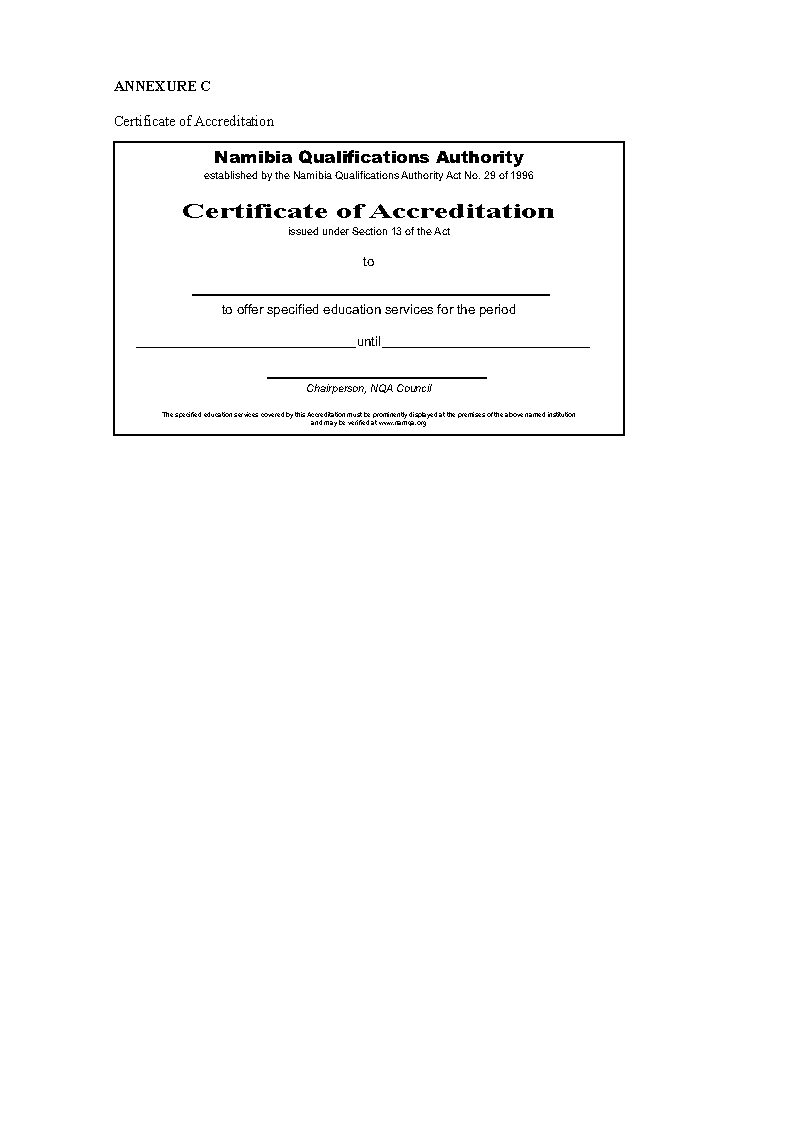 ANNEXURE C
Certificate of Accreditation
Namibia Qualifications Authority
established by the Namibia Qualifications Authority Act No. 29 of 1996
Certificate of Accreditation
issued under Section 13 of the Act
to
to offer specified education services for the period
until
Chairperson, NQA Council
The specified education services covered by this Accreditation must be prominently displayed at the premises of the above named institution
and may be verified at www.namqa.org